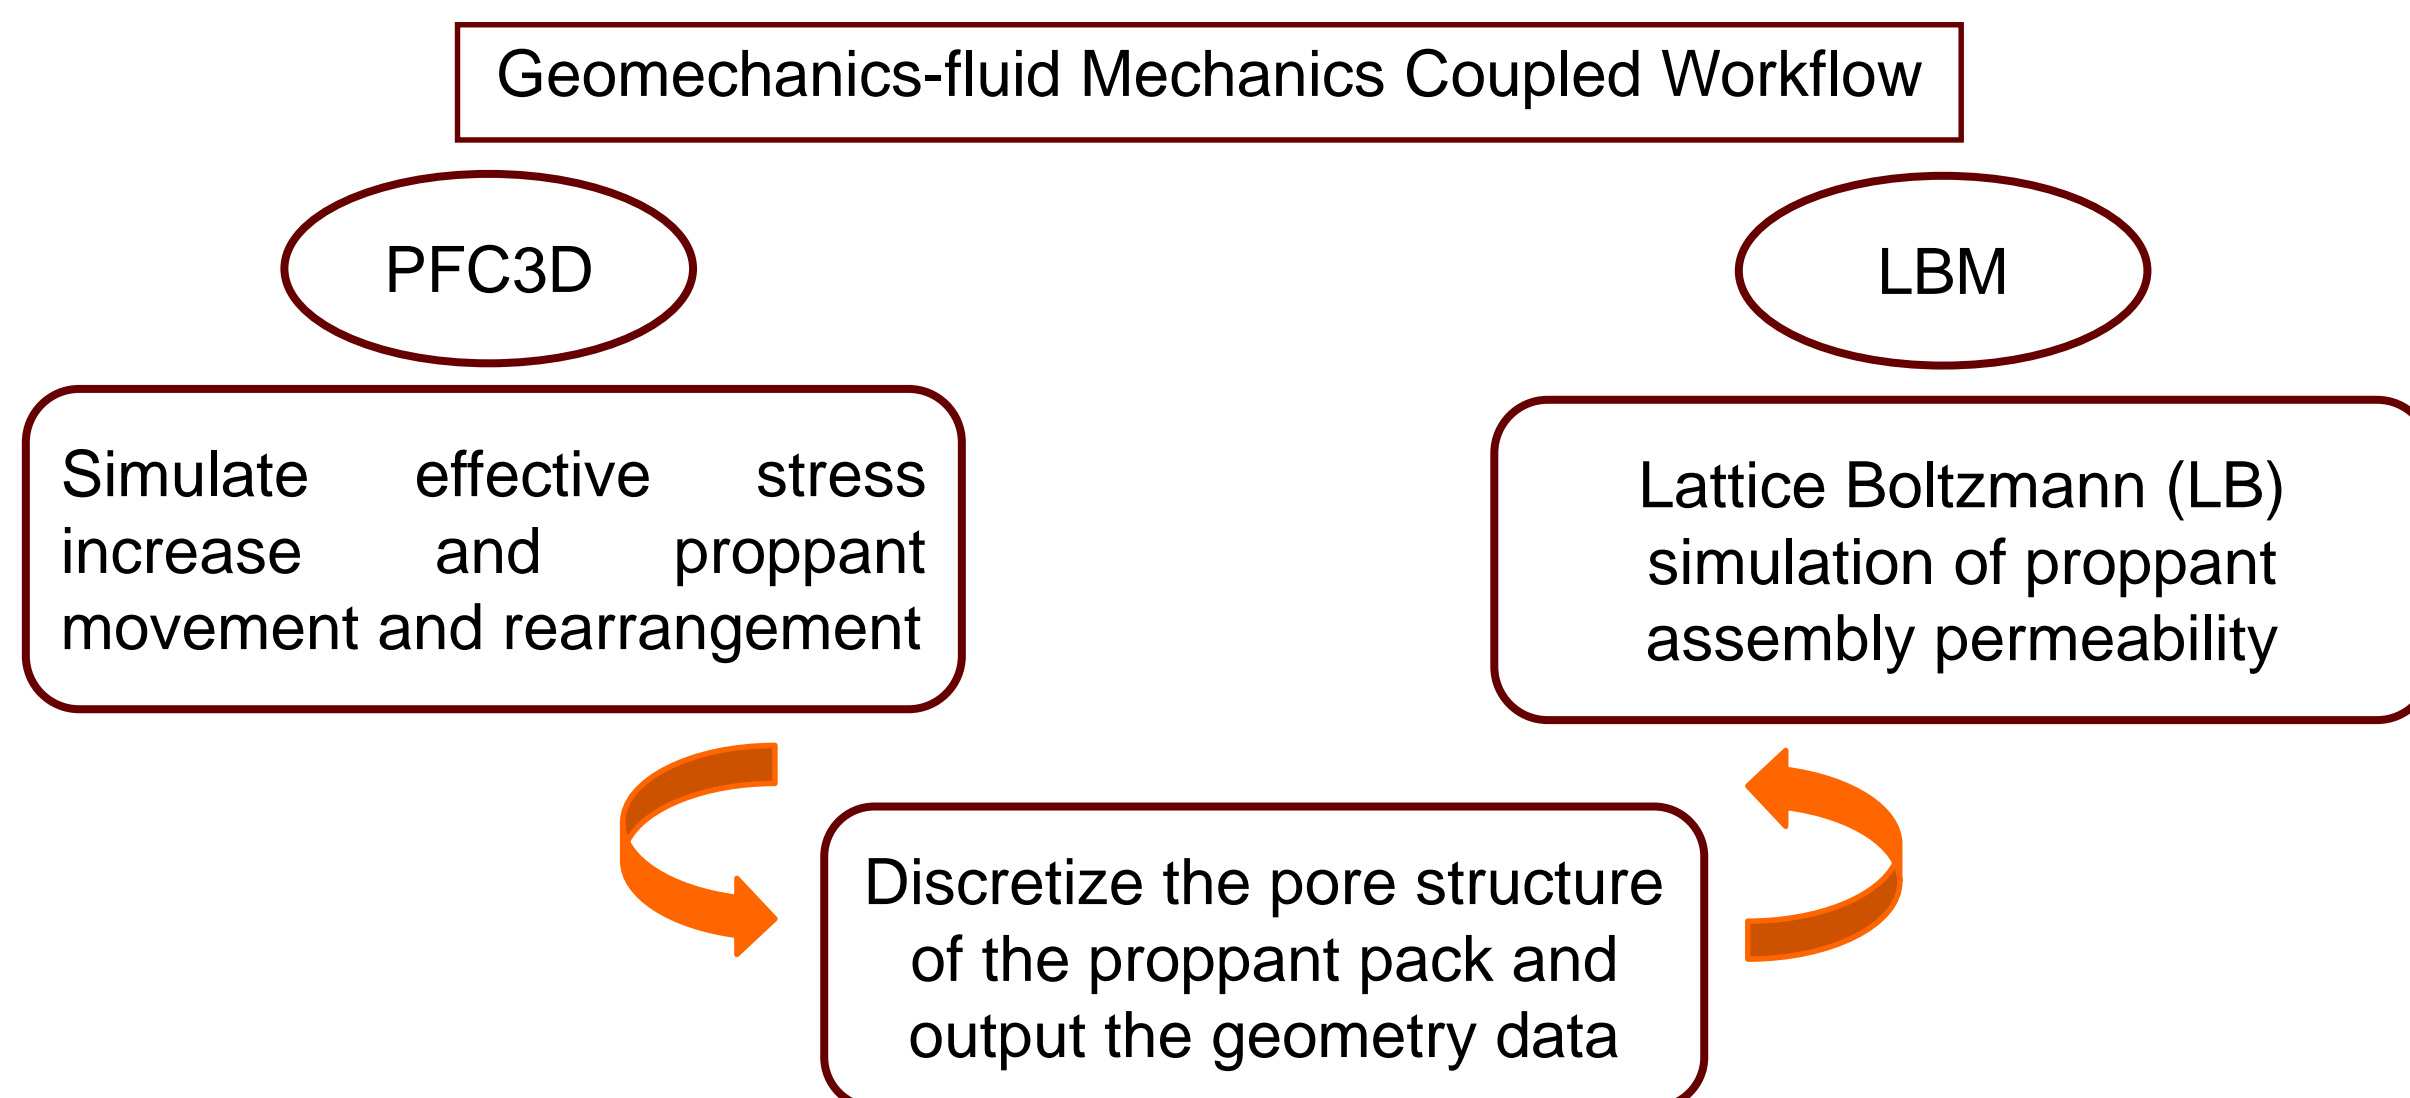 Geomechanics-fluid Mechanics Coupled Workflow
PFC3D
LBM
Simulate effective stress
increase and proppant
movement and rearrangement
Lattice Boltzmann (LB)
simulation of proppant
assembly permeability
Discretize the pore structure
of the proppant pack and
output the geometry data